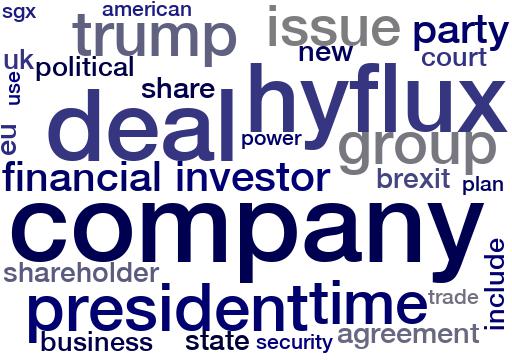 sgx
american
trump
issue
party
uk
political
new
court
use
share
hyflux
deal
power
eu
group
financial
investor
brexit
plan
company
shareholder
include
president
time
trade
business
state
security
agreement